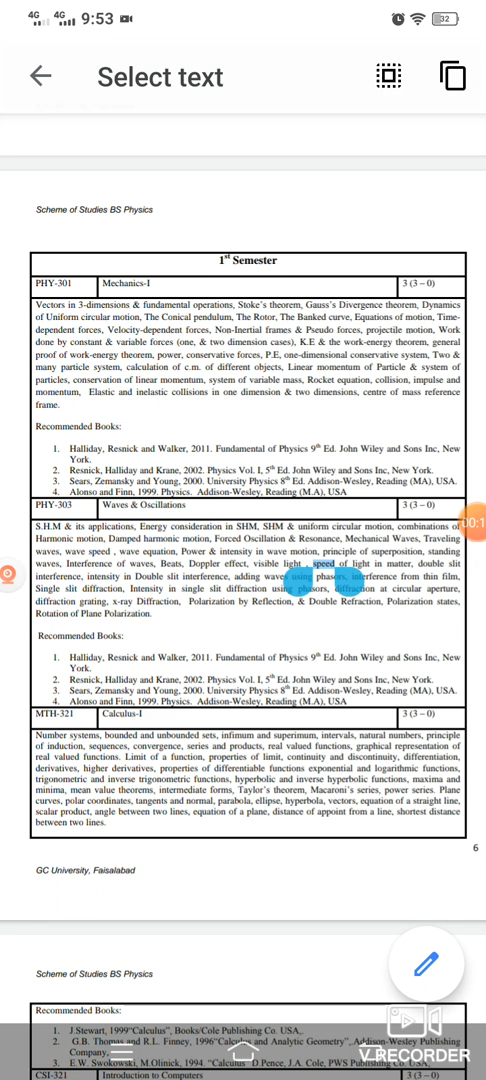 4G 4G 9:53 32
Select text
Scheme of Studies BS Physics
1st Semester
PHY-301 Mechanics-I 3 (3 – 0)
Vectors in 3-dimensions & fundamental operations, Stoke's theorem, Gauss's Divergence theorem, Dynamics
of Uniform circular motion, The Conical pendulum, The Rotor, The Banked curve, Equations of motion, Time-
dependent forces, Velocity-dependent forces, Non-Inertial frames & Pseudo forces, projectile motion, Work
done by constant & variable forces (one, & two dimension cases), K.E & the work-energy theorem, general
proof of work-energy theorem, power, conservative forces, P.E, one-dimensional conservative system, Two &
many particle system, calculation of c.m. of different objects, Linear momentum of Particle & system of
particles, conservation of linear momentum, system of variable mass, Rocket equation, collision, impulse and
momentum, Elastic and inelastic collisions in one dimension & two dimensions, centre of mass reference
frame.
Recommended Books:
1. Halliday, Resnick and Walker, 2011. Fundamental of Physics 9th Ed. John Wiley and Sons Inc, New
York.
2. Resnick, Halliday and Krane, 2002. Physics Vol. I, 5th Ed. John Wiley and Sons Inc, New York.
3. Sears, Zemansky and Young, 2000. University Physics 8th Ed. Addison-Wesley, Reading (MA), USA.
4. Alonso and Finn, 1999. Physics. Addison-Wesley, Reading (M.A), USA
PHY-303 Waves & Oscillations 3 (3 – 0)
S.H.M & its applications, Energy consideration in SHM, SHM & uniform circular motion, combinations of
Harmonic motion, Damped harmonic motion, Forced Oscillation & Resonance, Mechanical Waves, Traveling
waves, wave speed , wave equation, Power & intensity in wave motion, principle of superposition, standing
waves, Interference of waves, Beats, Doppler effect, visible light , speed of light in matter, double slit
interference, intensity in Double slit interference, adding waves using phasors, interference from thin film,
Single slit diffraction, Intensity in single slit diffraction using phasors, diffraction at circular aperture,
diffraction grating, x-ray Diffraction, Polarization by Reflection, & Double Refraction, Polarization states,
Rotation of Plane Polarization.
00:1
Recommended Books:
1. Halliday, Resnick and Walker, 2011. Fundamental of Physics 9th Ed. John Wiley and Sons Inc, New
York.
2. Resnick, Halliday and Krane, 2002. Physics Vol. I, 5th Ed. John Wiley and Sons Inc, New York.
3. Sears, Zemansky and Young, 2000. University Physics 8th Ed. Addison-Wesley, Reading (MA), USA.
4. Alonso and Finn, 1999. Physics. Addison-Wesley, Reading (M.A), USA
MTH-321 Calculus-I 3 (3 – 0)
Number systems, bounded and unbounded sets, infimum and superimum, intervals, natural numbers, principle
of induction, sequences, convergence, series and products, real valued functions, graphical representation of
real valued functions. Limit of a function, properties of limit, continuity and discontinuity, differentiation,
derivatives, higher derivatives, properties of differentiable functions exponential and logarithmic functions,
trigonometric and inverse trigonometric functions, hyperbolic and inverse hyperbolic functions, maxima and
minima, mean value theorems, intermediate forms, Taylor's theorem, Macaroni's series, power series. Plane
curves, polar coordinates, tangents and normal, parabola, ellipse, hyperbola, vectors, equation of a straight line,
scalar product, angle between two lines, equation of a plane, distance of appoint from a line, shortest distance
between two lines.
6
GC University, Faisalabad
Scheme of Studies BS Physics
Recommended Books:
1. J.Stewart, 1999"Calculus", Books/Cole Publishing Co. USA,.
2. G.B. Thomas and R.L. Finney, 1996"Calculus and Analytic Geometry", Addison-Wesley Publishing
Company,
3. E.W. Swokowski, M.Olinick, 1994. "Calculus" D.Pence, J.A. Cole, PWS Publishing Co. USA,
CSI-321 Introduction to Computers 3 (3 – 0)
V.RECORDER